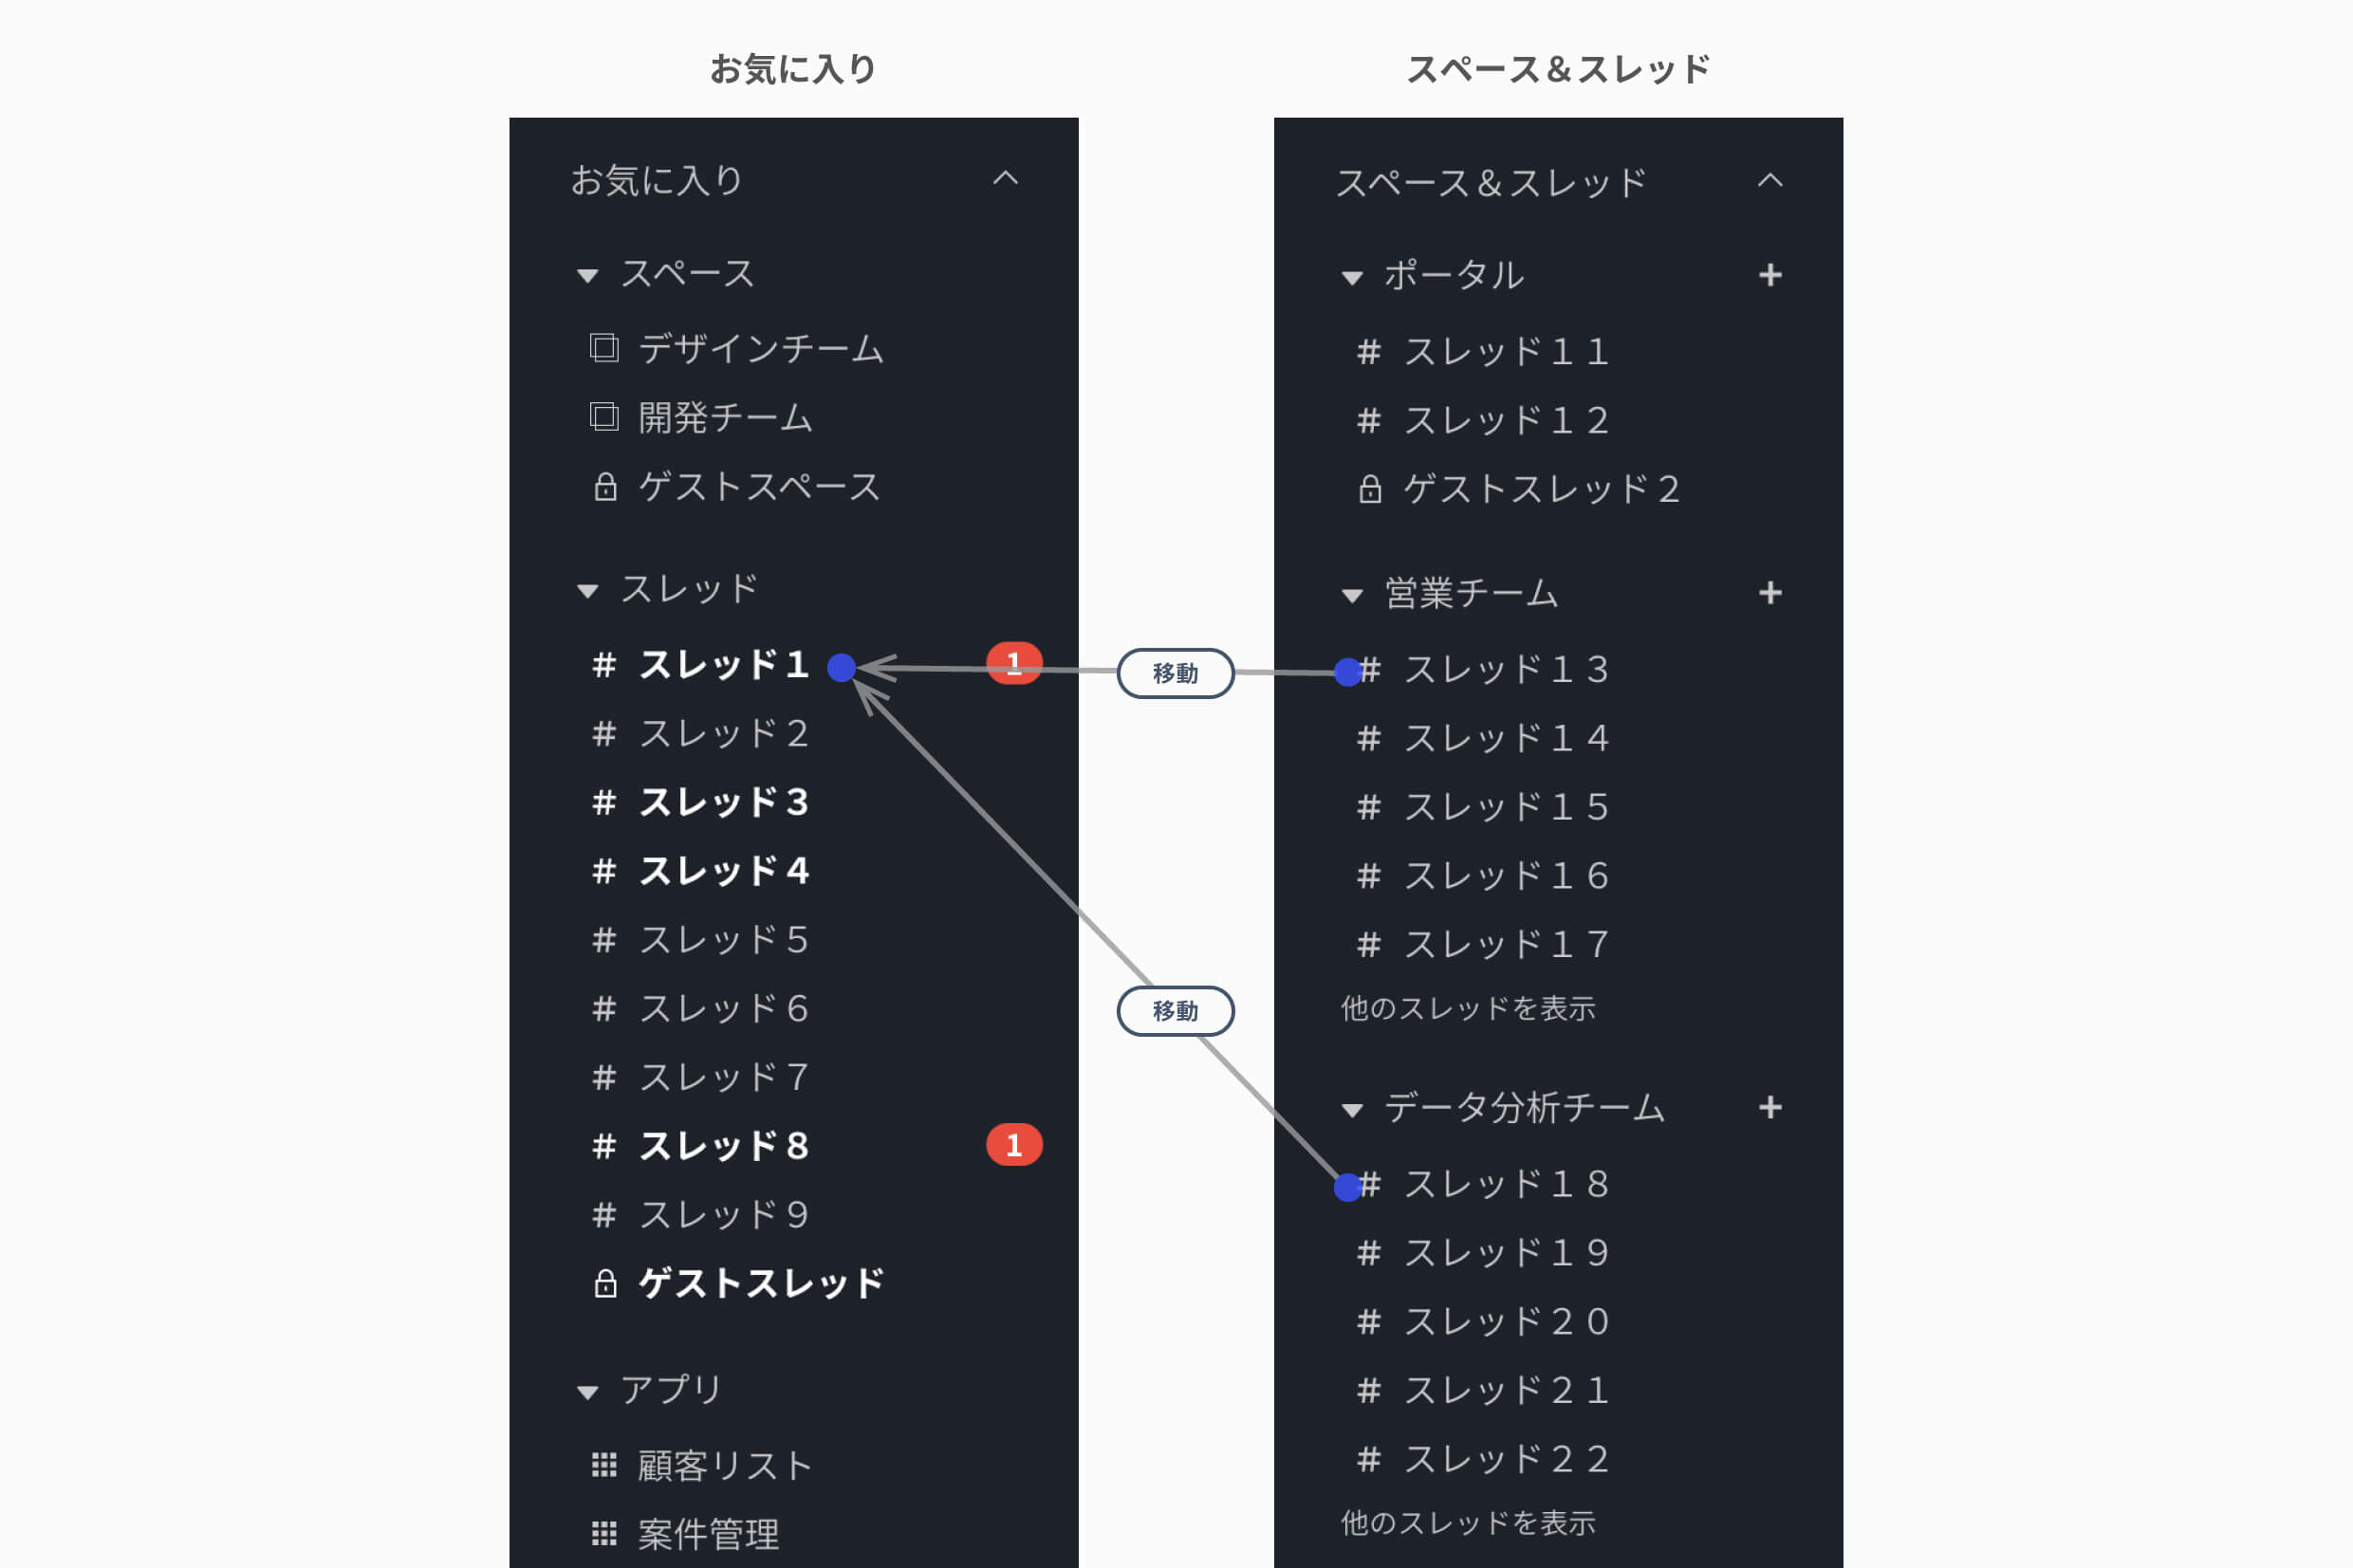 お気に入り
お気に入り
スペース
デザインチーム
開発チーム
ゲストスペース
スレッド
# スレッド１ 1
# スレッド２
# スレッド３
# スレッド４
# スレッド５
# スレッド６
# スレッド７
# スレッド８ 1
# スレッド９
ゲストスレッド
アプリ
顧客リスト
案件管理
移動
移動
スペース＆スレッド
スペース＆スレッド
ポータル +
# スレッド１１
# スレッド１２
ゲストスレッド２
営業チーム +
# スレッド１３
# スレッド１４
# スレッド１５
# スレッド１６
# スレッド１７
他のスレッドを表示
データ分析チーム +
# スレッド１８
# スレッド１９
# スレッド２０
# スレッド２１
# スレッド２２
他のスレッドを表示